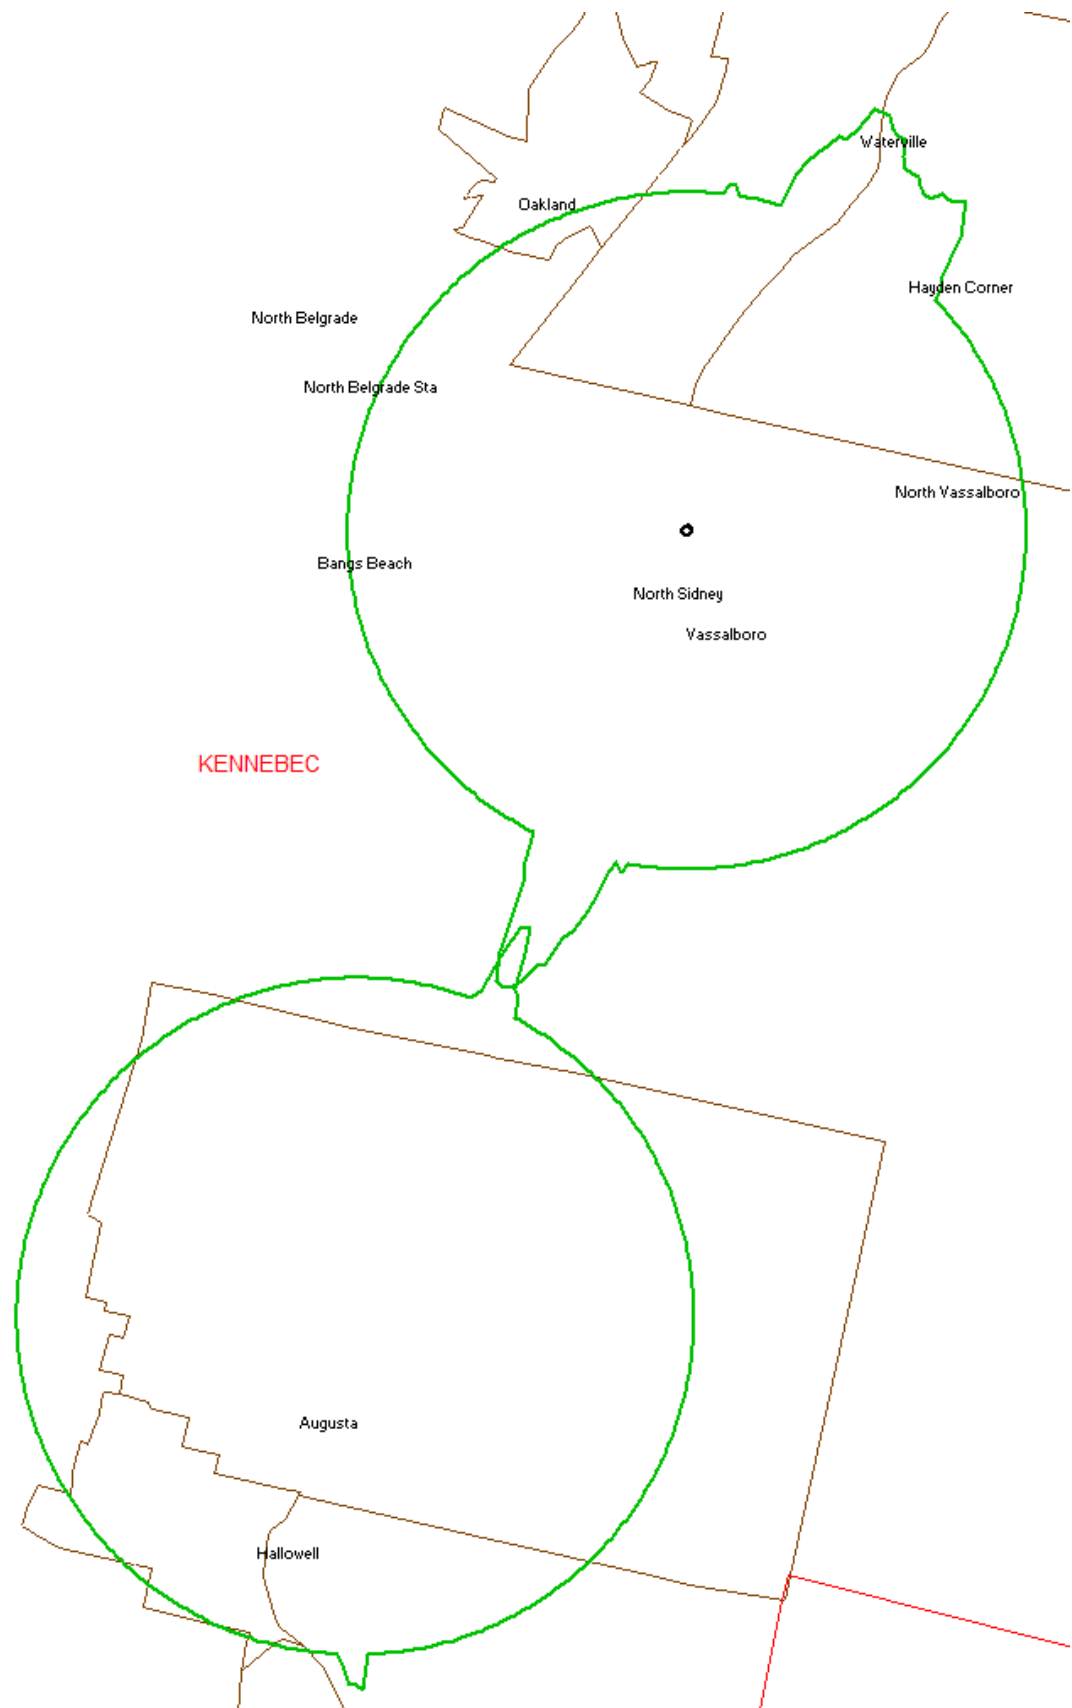 Waterville
Oakland
Hayden Corner
North Belgrade
North Belgrade Sta
North Vassalboro
Bangs Beach
North Sidney
Vassalboro
KENNEBEC
Augusta
Hallowell